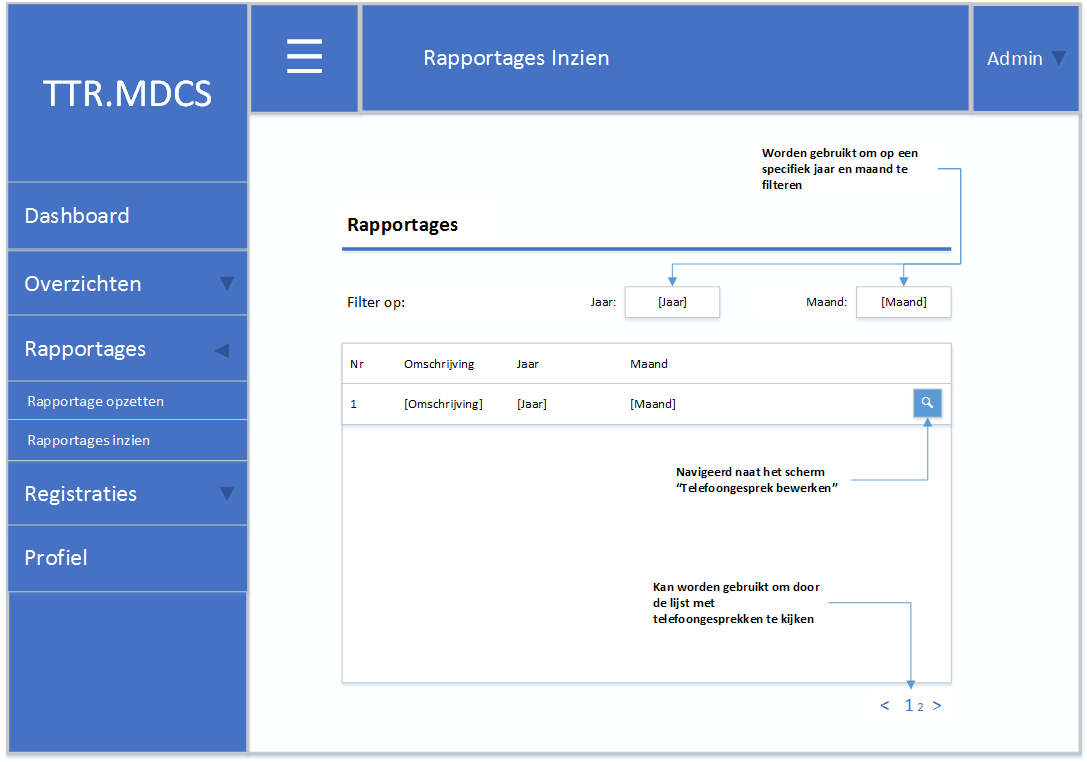 TTR.MDCS
Rapportages Inzien
Admin
Dashboard
Overzichten
Rapportages
Rapportage opzetten
Rapportages inzien
Registraties
Profiel
Worden gebruikt om op een
specifiek jaar en maand te
filteren
Rapportages
Filter op: Jaar: [Jaar] Maand: [Maand]
Nr Omschrijving Jaar Maand
1 [Omschrijving] [Jaar] [Maand]
Navigeerd naat het scherm
“Telefoongesprek bewerken”
Kan worden gebruikt om door
de lijst met
telefoongesprekken te kijken
< 1 2 >